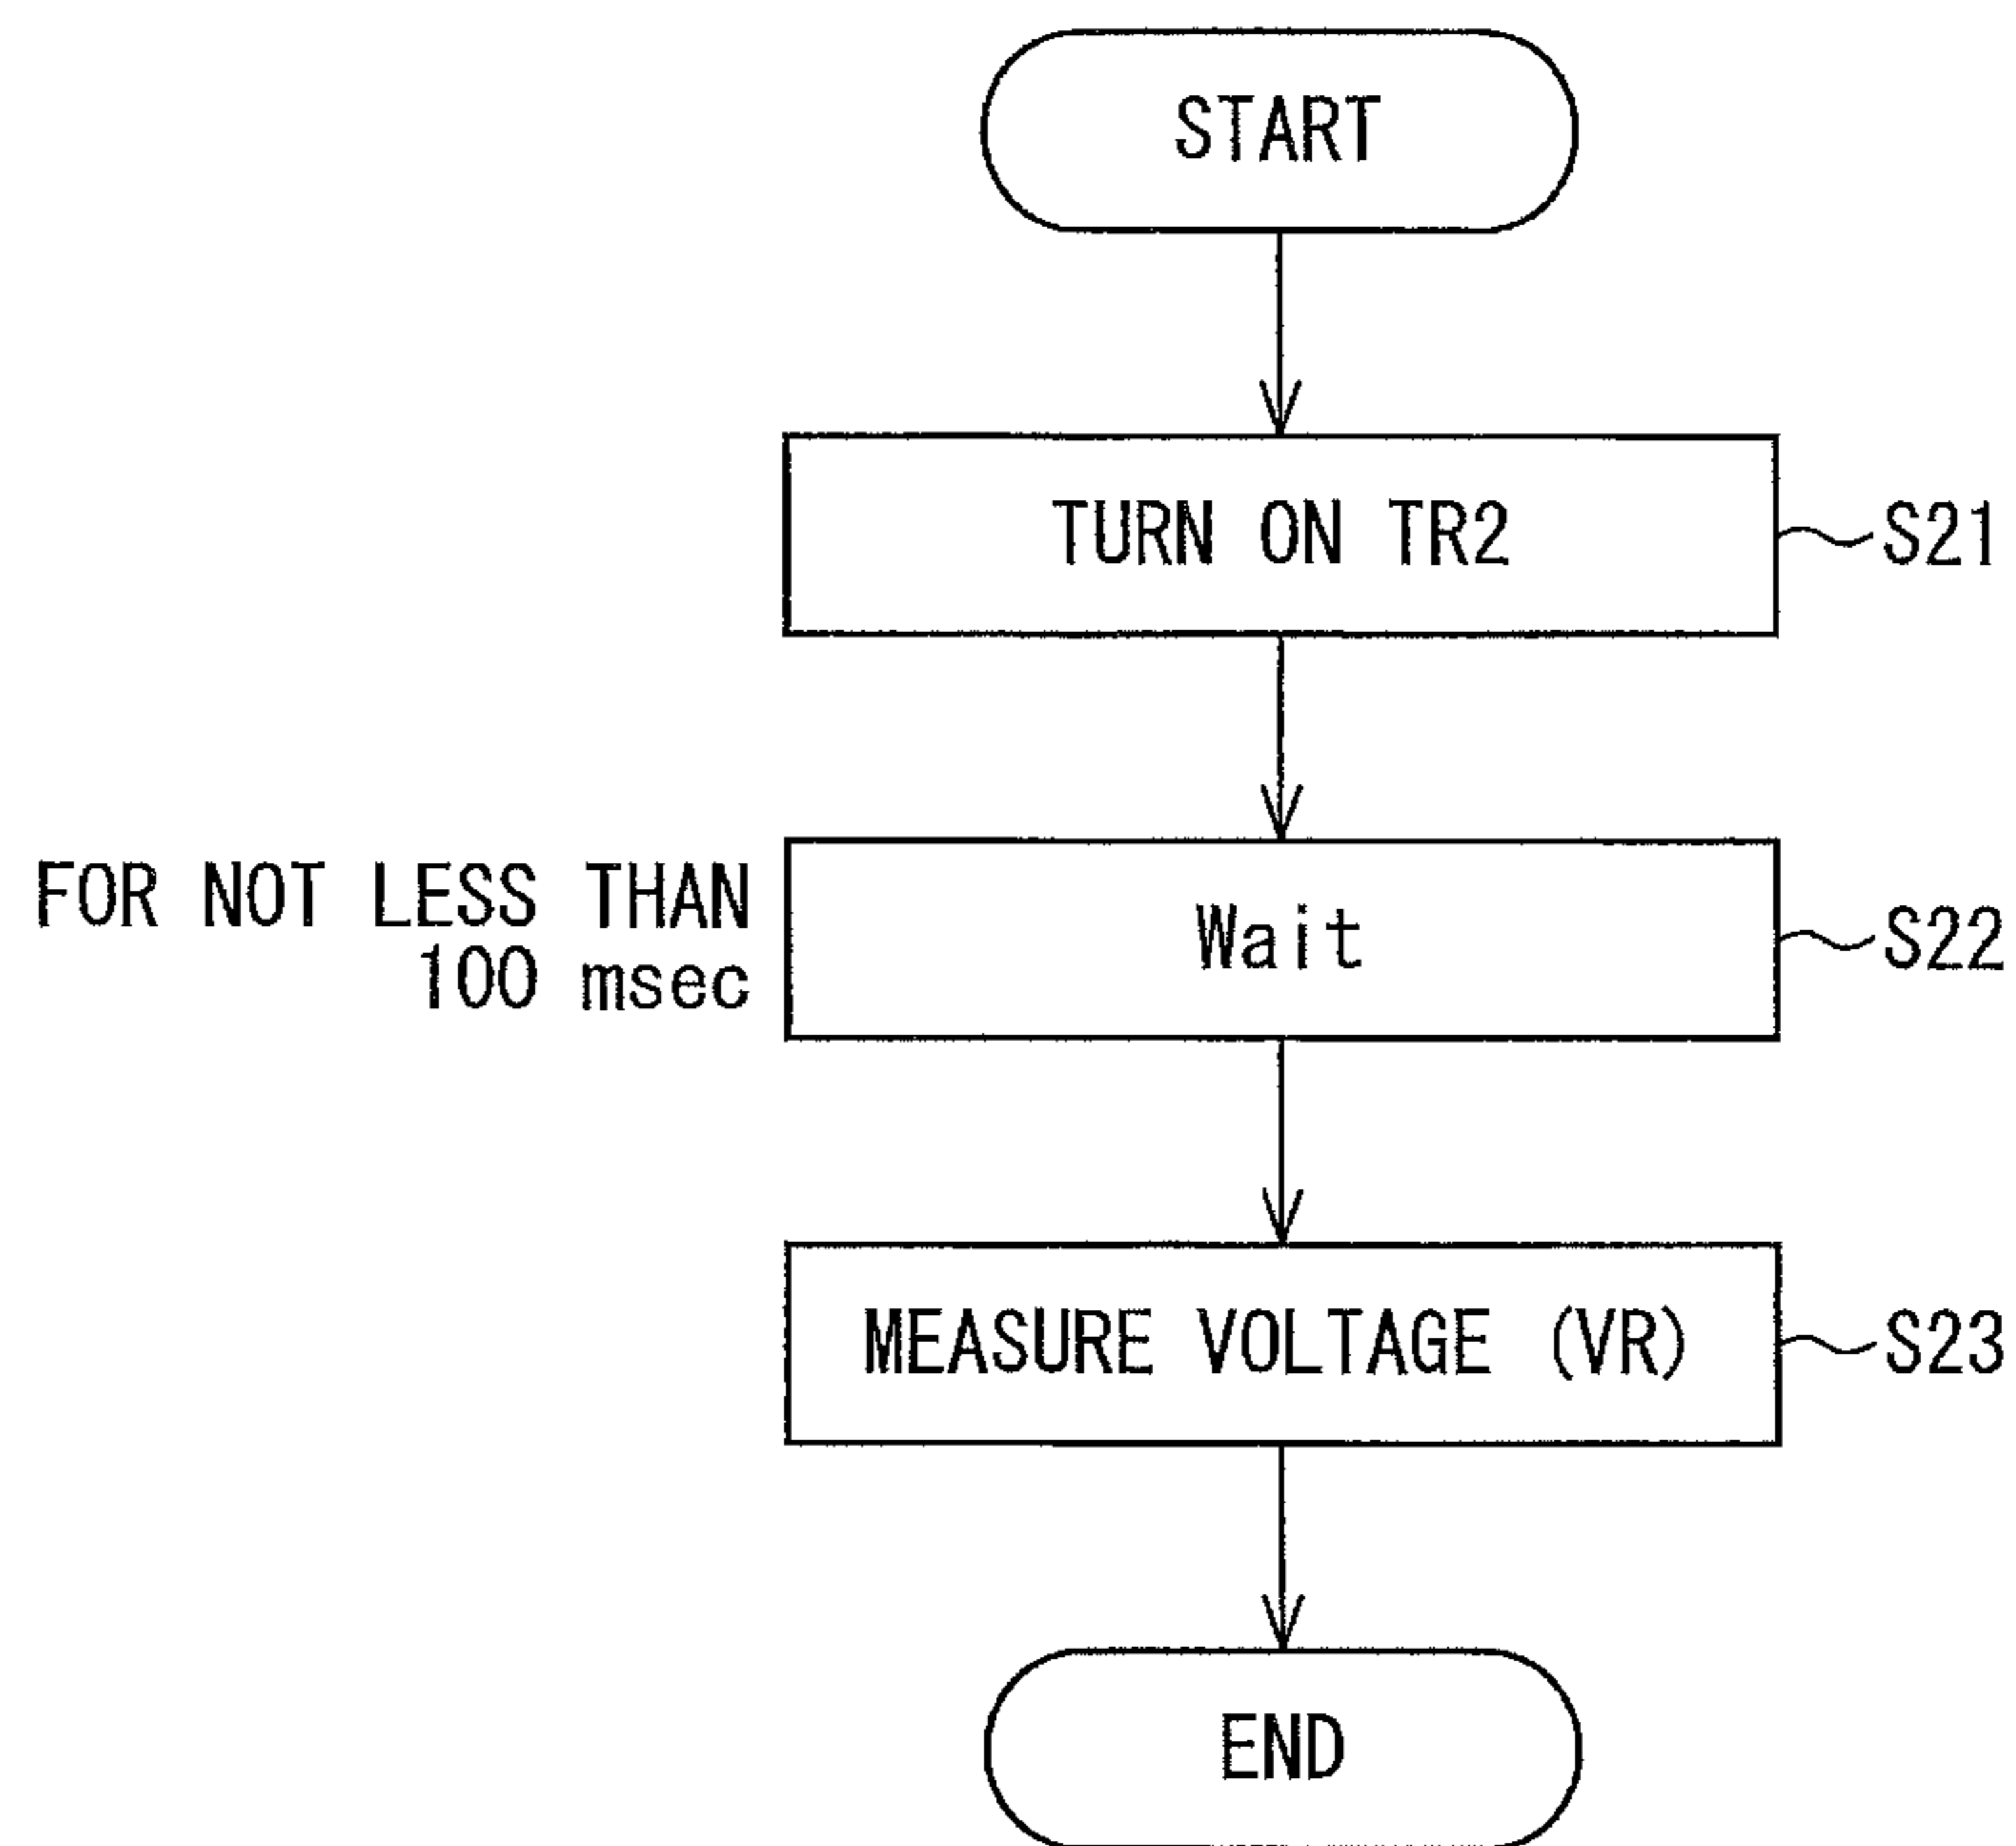 START
TURN ON TR2
S21
FOR NOT LESS THAN
100 msec
Wait
S22
MEASURE VOLTAGE (VR)
S23
END